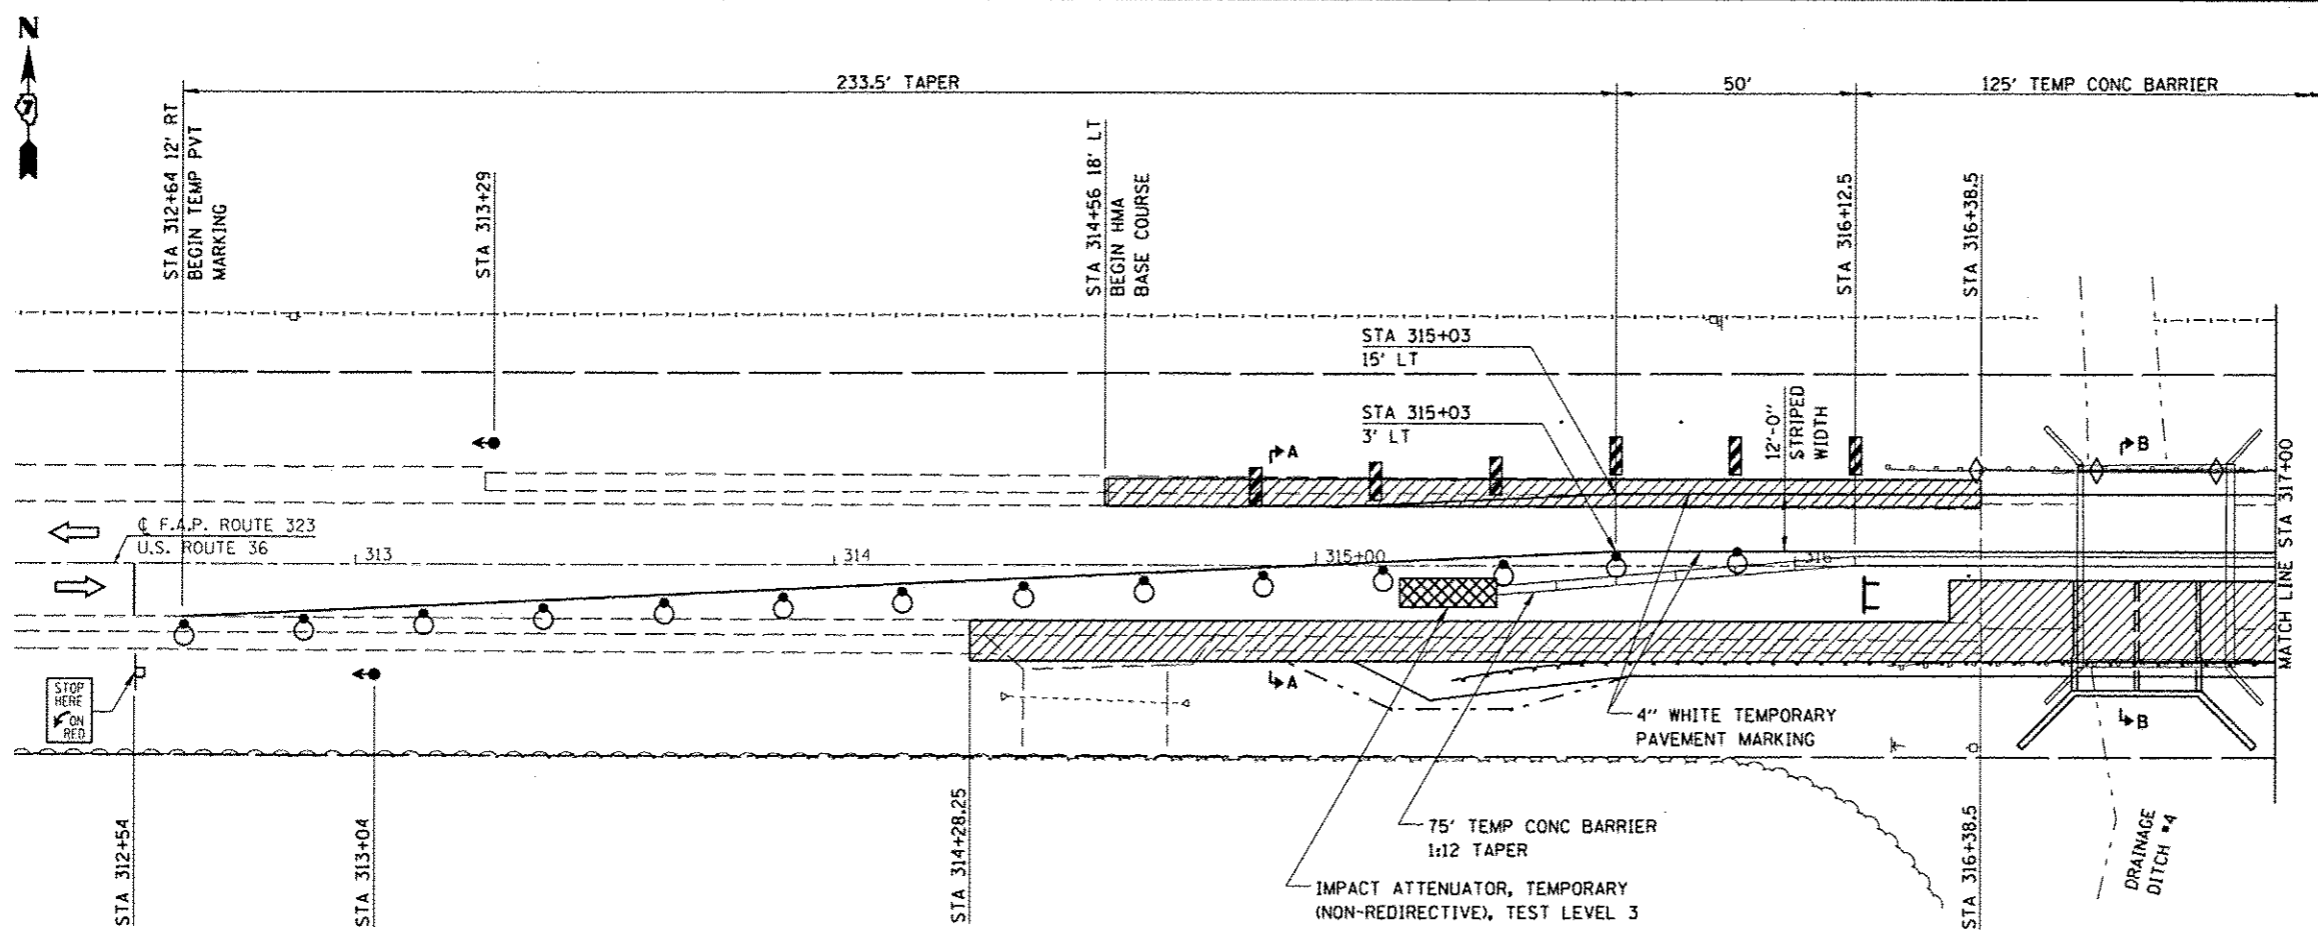 N
7
233.5' TAPER
50'
125' TEMP CONC BARRIER
STA 312+64 12' RT
BEGIN TEMP PVT
MARKING
STA 313+29
STA 314+56 18' LT
BEGIN HMA
BASE COURSE
STA 316+12.5
STA 316+38.5
STA 315+03
15' LT
STA 315+03
3' LT
12'-0"
STRIPED
WIDTH
A
B
MATCH LINE STA 317+00
℄ F.A.P. ROUTE 323
U.S. ROUTE 36
313
314
315+00
316
STOP
HERE
ON
RED
A
B
4" WHITE TEMPORARY
PAVEMENT MARKING
75' TEMP CONC BARRIER
1:12 TAPER
IMPACT ATTENUATOR, TEMPORARY
(NON-REDIRECTIVE), TEST LEVEL 3
STA 312+54
STA 313+04
STA 314+28.25
STA 316+38.5
DRAINAGE
DITCH #4